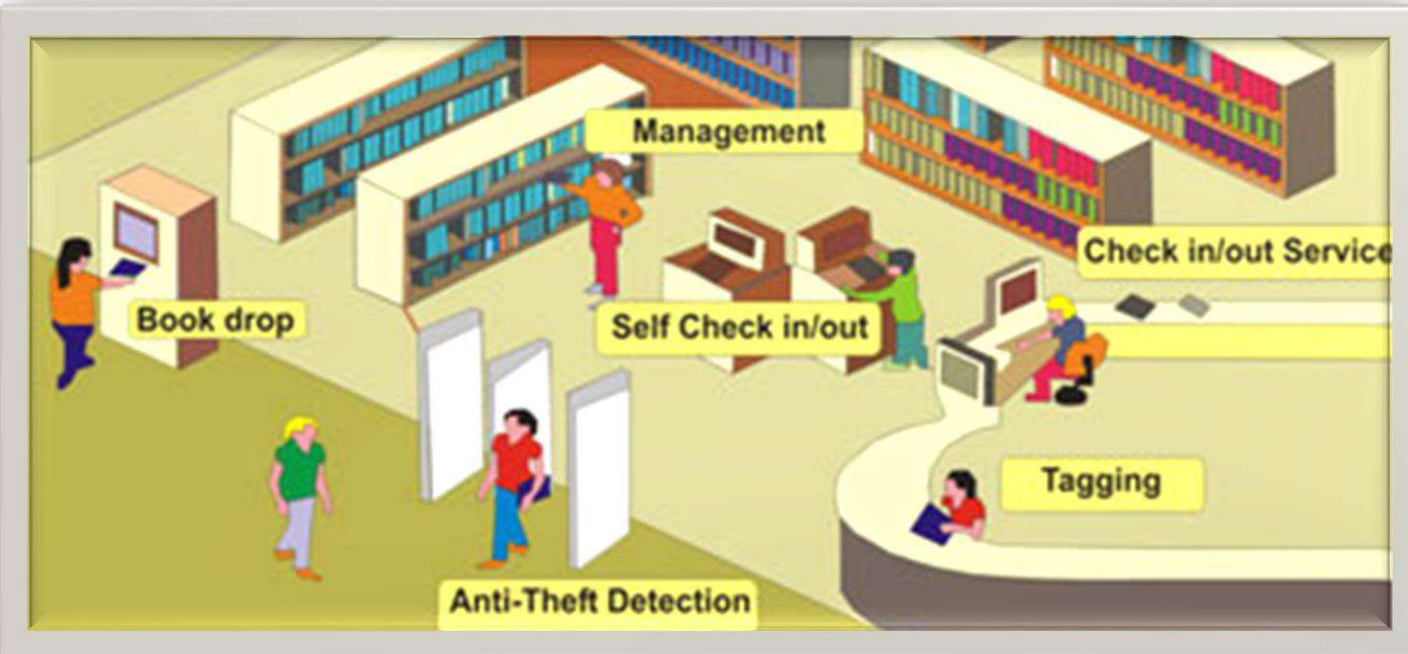 Management
Check in/out Service
Book drop
Self Check in/out
Tagging
Anti-Theft Detection